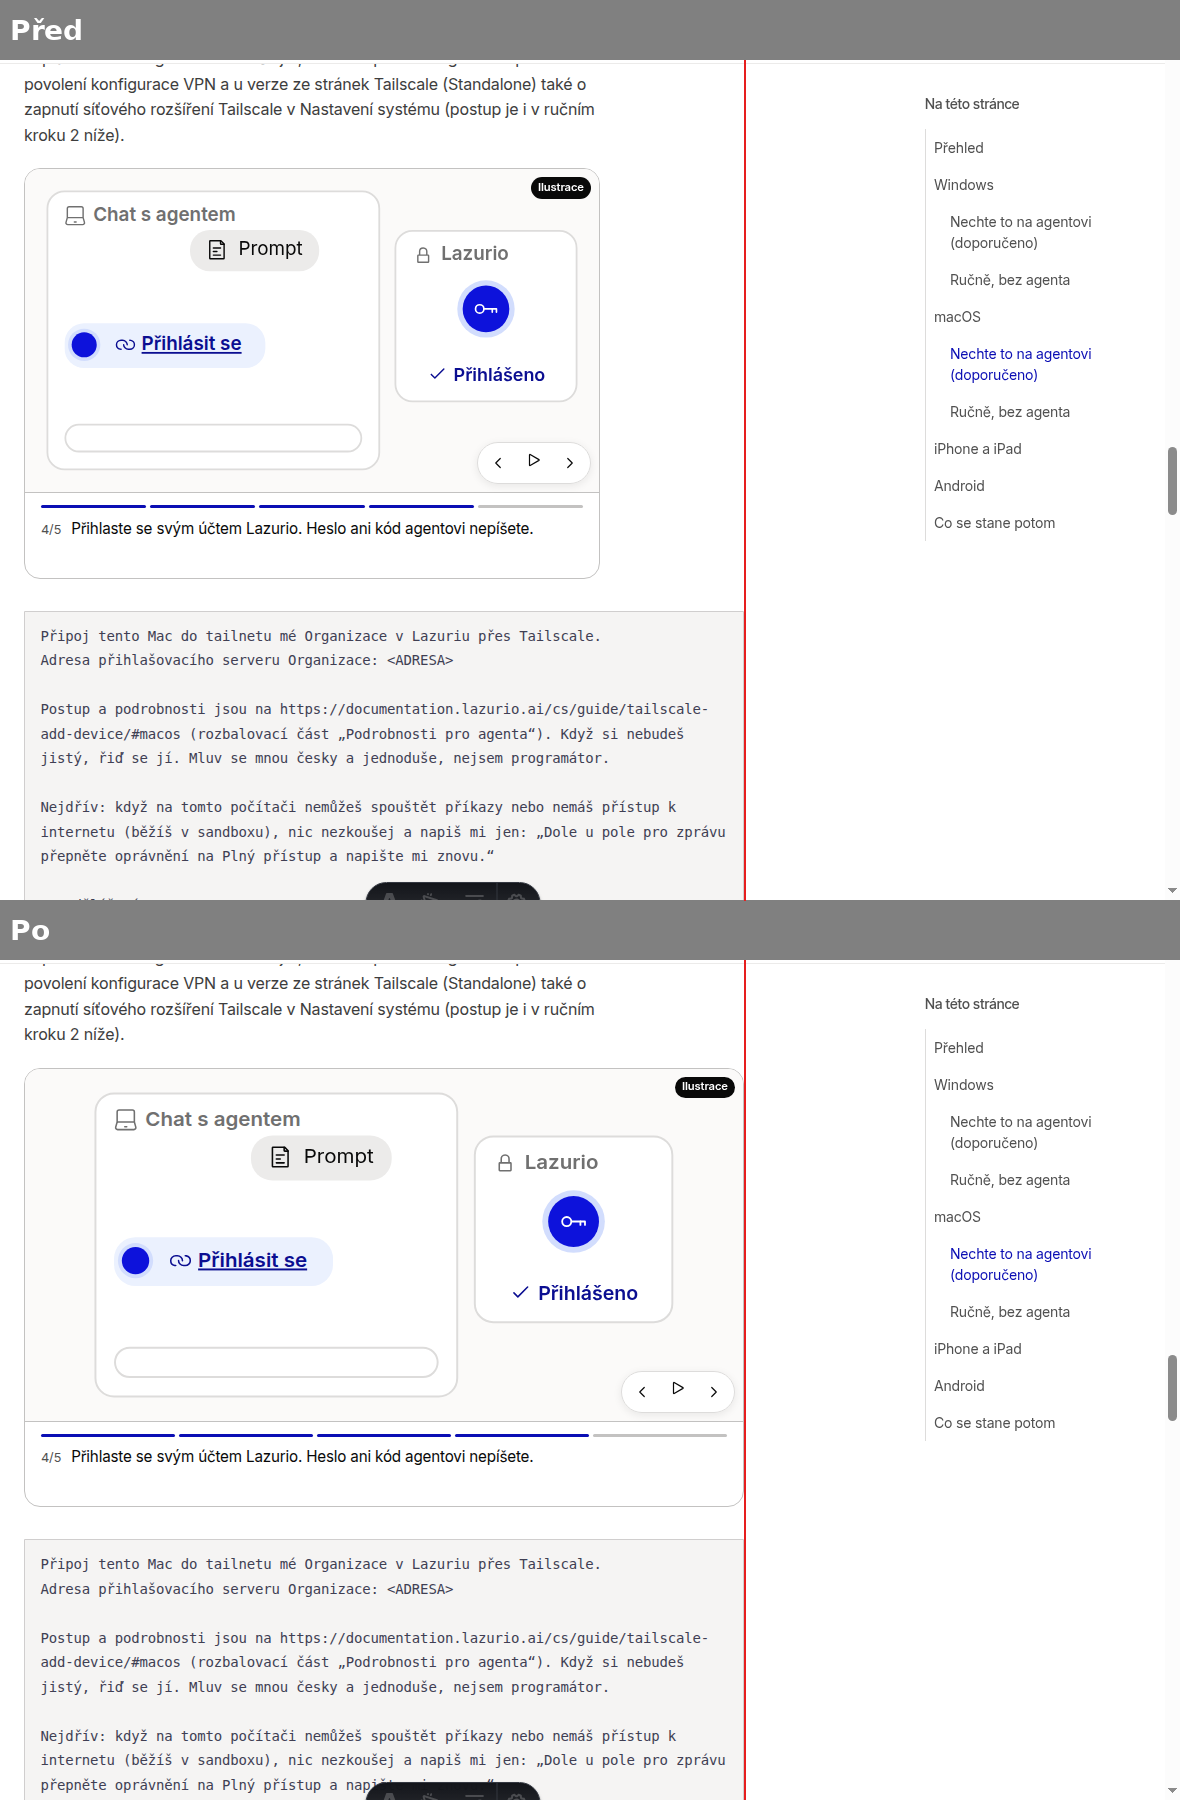 Před
povolení konfigurace VPN a u verze ze stránek Tailscale (Standalone) také o
zapnutí síťového rozšíření Tailscale v Nastavení systému (postup je i v ručním
kroku 2 níže).
Ilustrace
Chat s agentem
Prompt
Přihlásit se
Lazurio
Přihlášeno
4/5 Přihlaste se svým účtem Lazurio. Heslo ani kód agentovi nepíšete.
Připoj tento Mac do tailnetu mé Organizace v Lazuriu přes Tailscale.
Adresa přihlašovacího serveru Organizace: <ADRESA>
Postup a podrobnosti jsou na https://documentation.lazurio.ai/cs/guide/tailscale-
add-device/#macos (rozbalovací část „Podrobnosti pro agenta“). Když si nebudeš
jistý, řiď se jí. Mluv se mnou česky a jednoduše, nejsem programátor.
Nejdřív: když na tomto počítači nemůžeš spouštět příkazy nebo nemáš přístup k
internetu (běžíš v sandboxu), nic nezkoušej a napiš mi jen: „Dole u pole pro zprávu
přepněte oprávnění na Plný přístup a napište mi znovu.“
Na této stránce
Přehled
Windows
Nechte to na agentovi
(doporučeno)
Ručně, bez agenta
macOS
Nechte to na agentovi
(doporučeno)
Ručně, bez agenta
iPhone a iPad
Android
Co se stane potom
Po
povolení konfigurace VPN a u verze ze stránek Tailscale (Standalone) také o
zapnutí síťového rozšíření Tailscale v Nastavení systému (postup je i v ručním
kroku 2 níže).
Ilustrace
Chat s agentem
Prompt
Přihlásit se
Lazurio
Přihlášeno
4/5 Přihlaste se svým účtem Lazurio. Heslo ani kód agentovi nepíšete.
Připoj tento Mac do tailnetu mé Organizace v Lazuriu přes Tailscale.
Adresa přihlašovacího serveru Organizace: <ADRESA>
Postup a podrobnosti jsou na https://documentation.lazurio.ai/cs/guide/tailscale-
add-device/#macos (rozbalovací část „Podrobnosti pro agenta“). Když si nebudeš
jistý, řiď se jí. Mluv se mnou česky a jednoduše, nejsem programátor.
Nejdřív: když na tomto počítači nemůžeš spouštět příkazy nebo nemáš přístup k
internetu (běžíš v sandboxu), nic nezkoušej a napiš mi jen: „Dole u pole pro zprávu
přepněte oprávnění na Plný přístup a
Na této stránce
Přehled
Windows
Nechte to na agentovi
(doporučeno)
Ručně, bez agenta
macOS
Nechte to na agentovi
(doporučeno)
Ručně, bez agenta
iPhone a iPad
Android
Co se stane potom